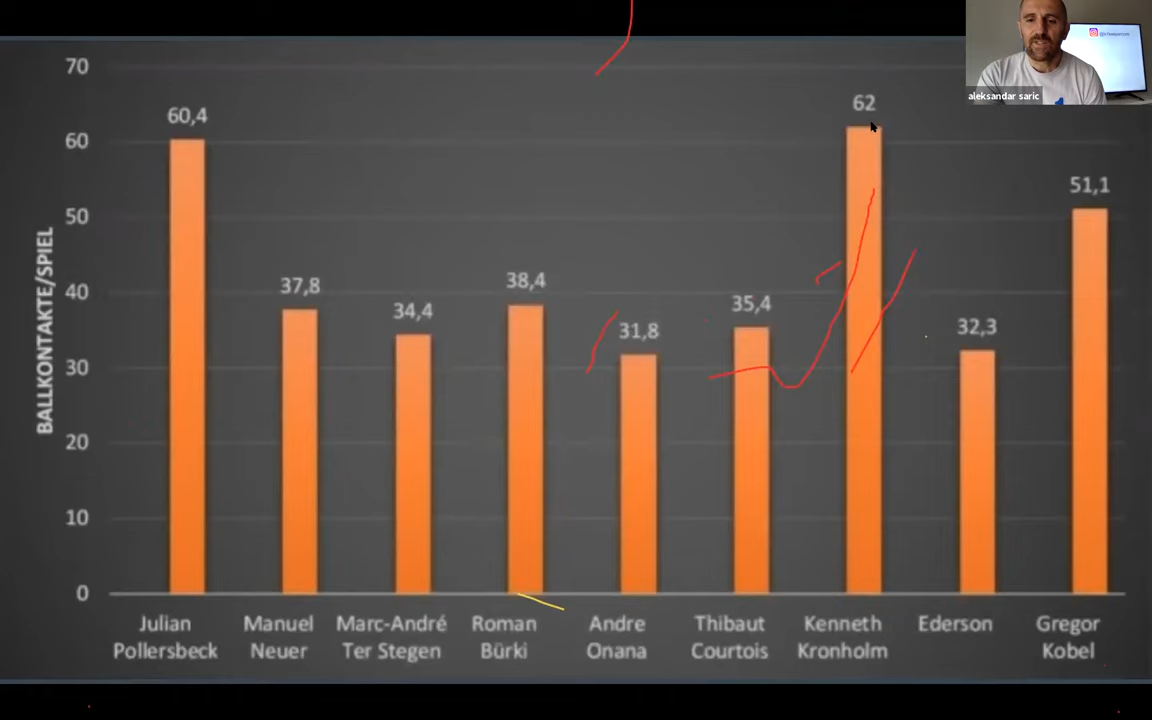 aleksandar saric
70
60
50
40
30
20
10
0
BALLKONTAKTE/SPIEL
60,4
37,8
34,4
38,4
31,8
35,4
62
32,3
51,1
Julian
Pollersbeck
Manuel
Neuer
Marc-André
Ter Stegen
Roman
Bürki
Andre
Onana
Thibaut
Courtois
Kenneth
Kronholm
Ederson
Gregor
Kobel